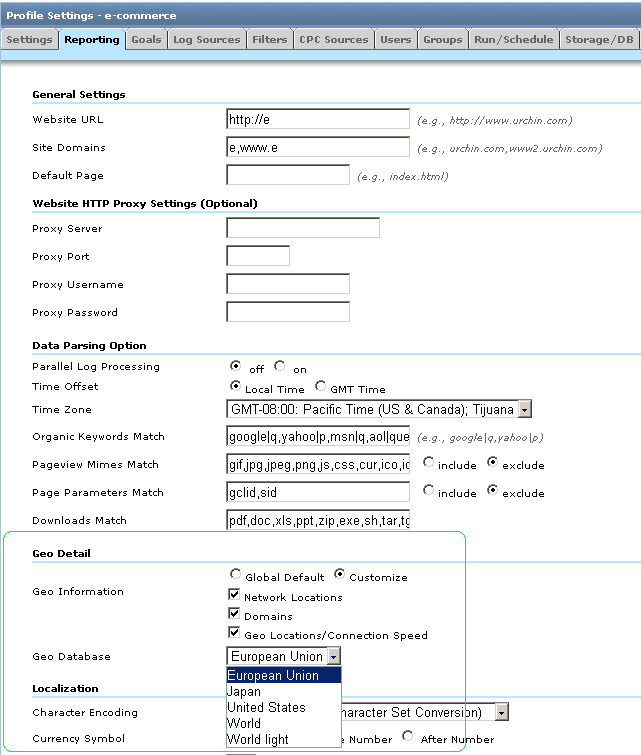 Profile Settings - e-commerce
Settings Reporting Goals Log Sources Filters CPC Sources Users Groups Run/Schedule Storage/DB
General Settings
Website URL http://e (e.g., http://www.urchin.com)
Site Domains e,www.e (e.g., urchin.com,www2.urchin.com)
Default Page (e.g., index.html)
Website HTTP Proxy Settings (Optional)
Proxy Server
Proxy Port
Proxy Username
Proxy Password
Data Parsing Option
Parallel Log Processing off on
Time Offset Local Time GMT Time
Time Zone GMT-08:00: Pacific Time (US & Canada); Tijuana
Organic Keywords Match google|q,yahoo|p,msn|q,aol|que (e.g., google|q,yahoo|p)
Pageview Mimes Match gif,jpg,jpeg,png,js,css,cur,ico,ic include exclude
Page Parameters Match gclid,sid include exclude
Downloads Match pdf,doc,xls,ppt,zip,exe,sh,tar,tg
Geo Detail
Geo Information Global Default Customize
Network Locations
Domains
Geo Locations/Connection Speed
Geo Database European Union
European Union
Japan
United States
World
World light
Localization
Character Encoding haracter Set Conversion)
Currency Symbol e Number After Number